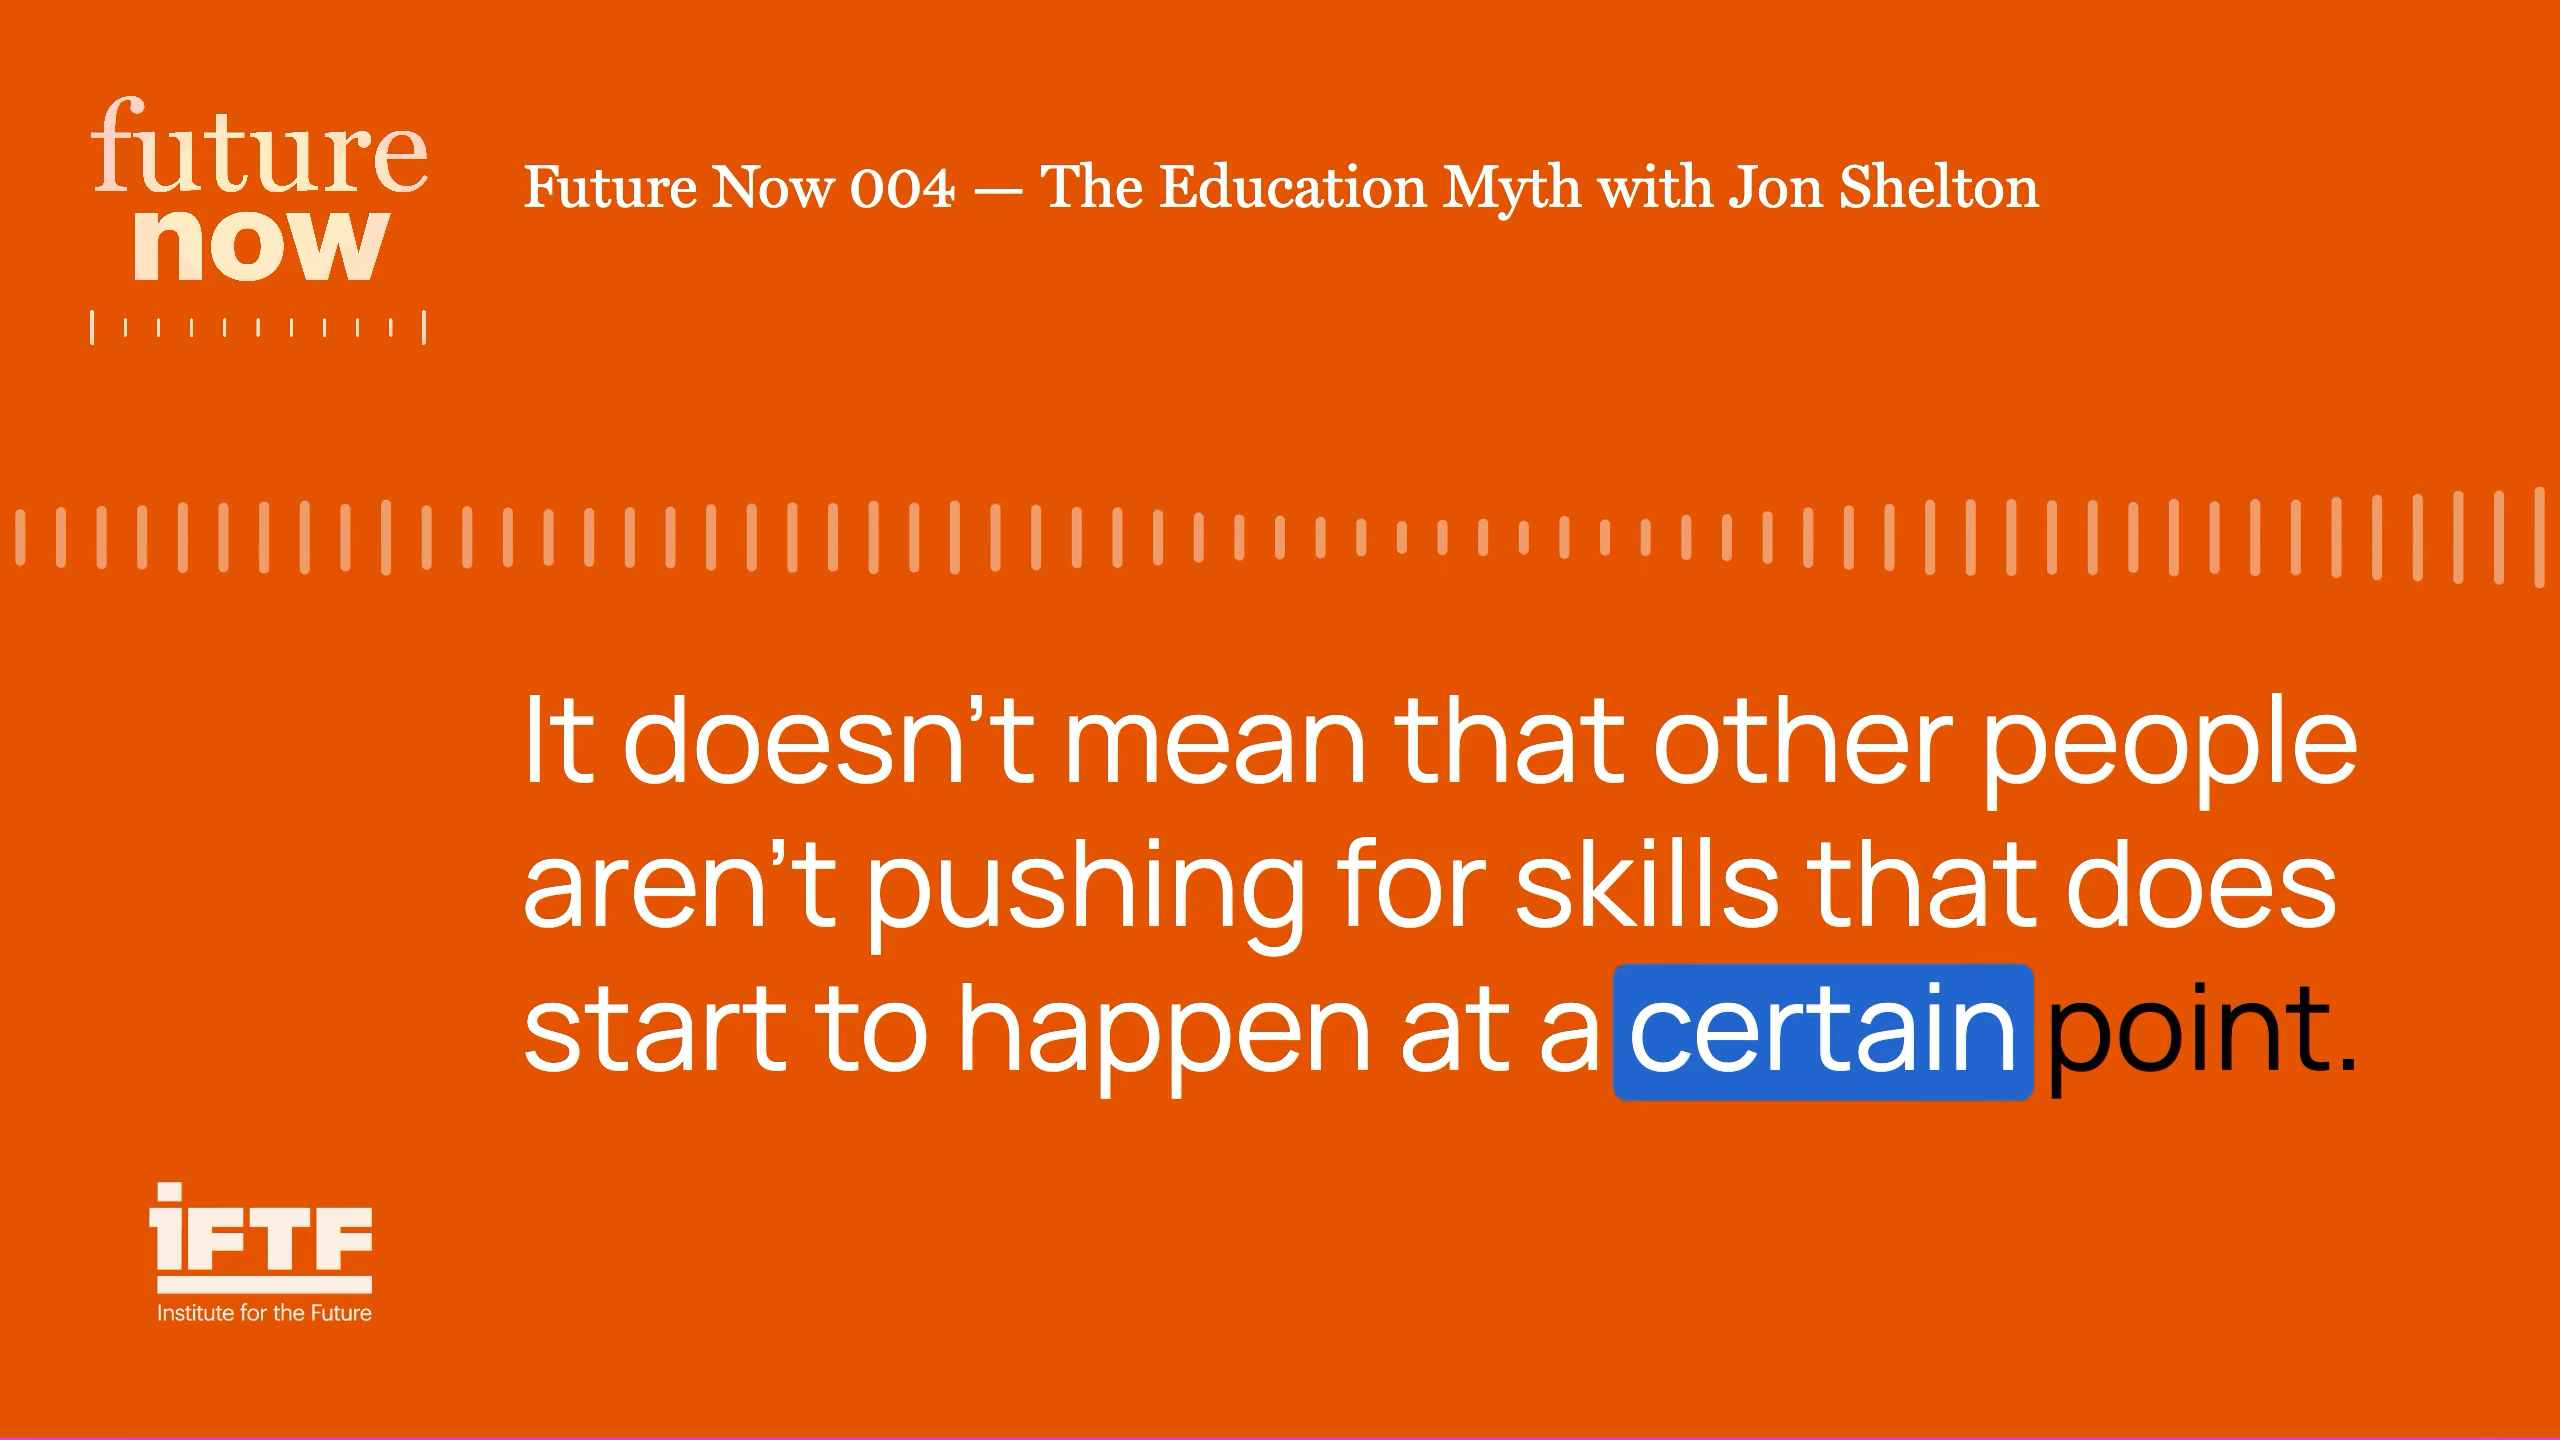 future
now
Future Now 004 — The Education Myth with Jon Shelton
It doesn’t mean that other people
aren’t pushing for skills that does
start to happen at a certain point.
iFTF
Institute for the Future